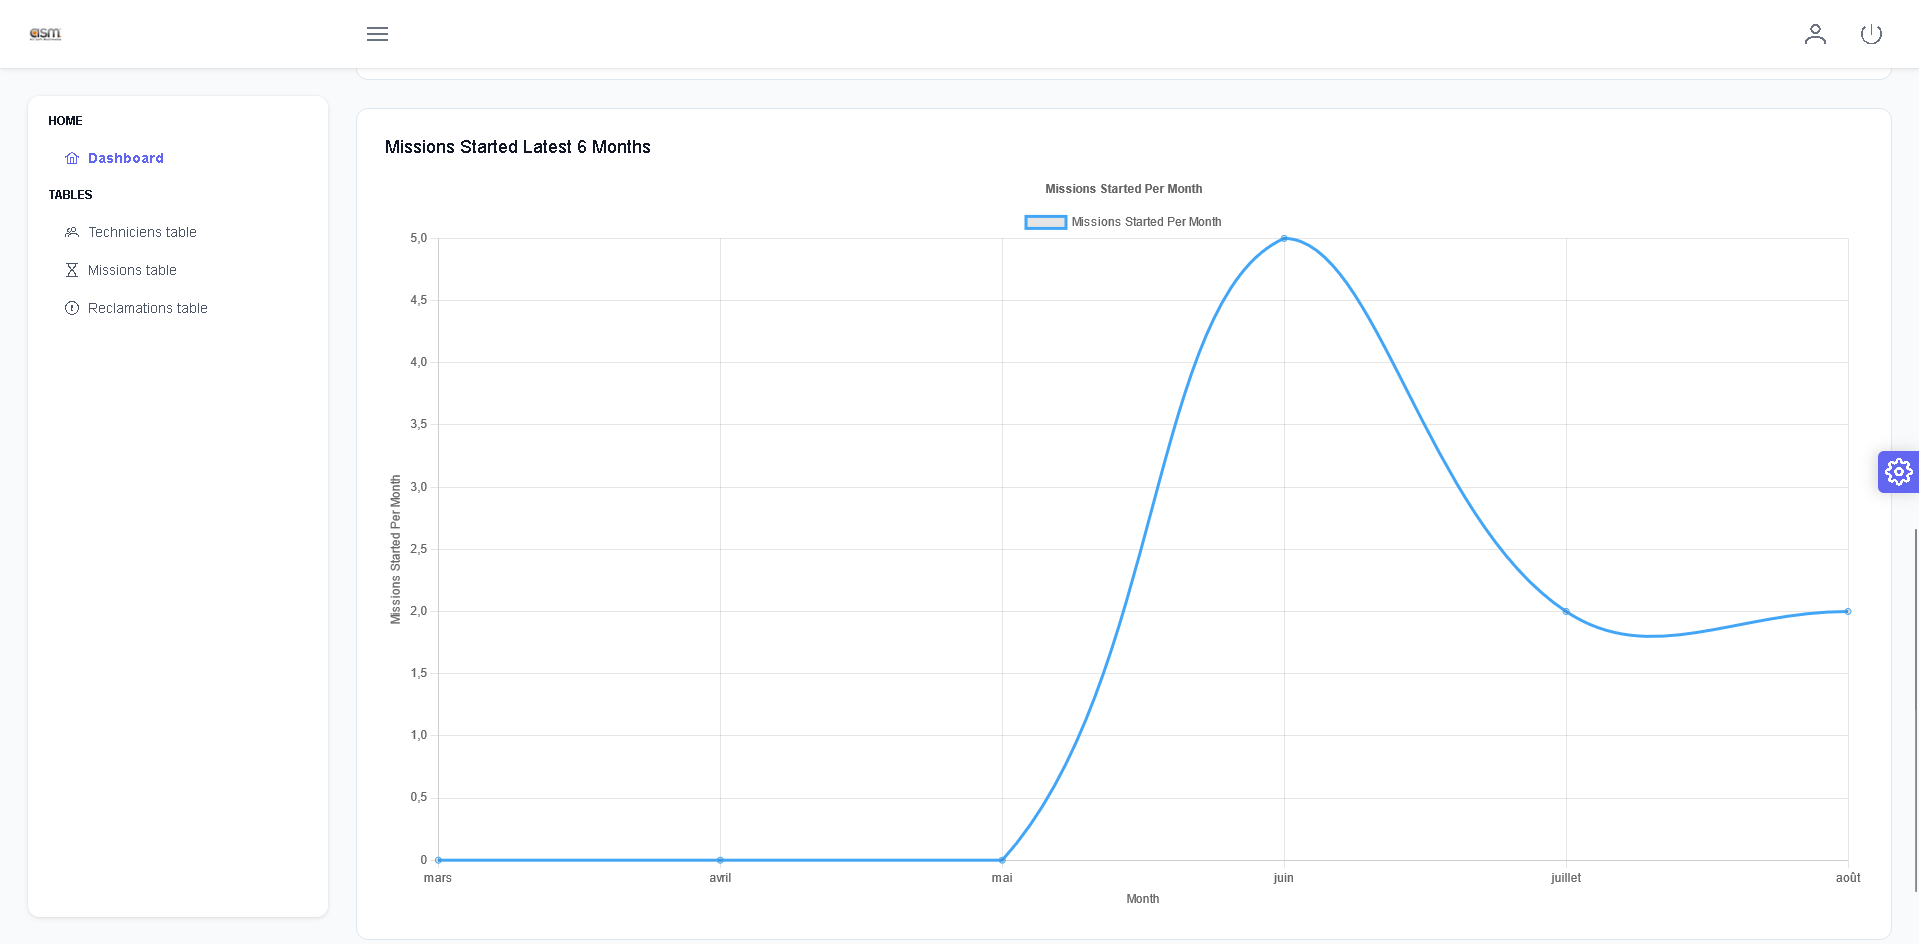 asm
HOME
Dashboard
TABLES
Techniciens table
Missions table
Reclamations table
Missions Started Latest 6 Months
Missions Started Per Month
Missions Started Per Month
Missions Started Per Month
5,0
4,5
4,0
3,5
3,0
2,5
2,0
1,5
1,0
0,5
0
mars avril mai juin juillet août
Month